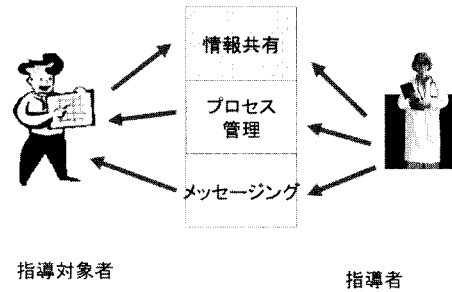 情報共有
プロセス
管理
メッセージング
指導対象者
指導者